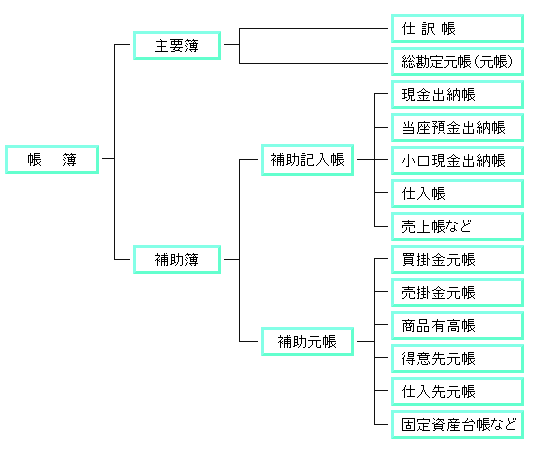 帳 簿
主要簿
仕 訳 帳
総勘定元帳(元帳)
補助簿
補助記入帳
現金出納帳
当座預金出納帳
小口現金出納帳
仕入帳
売上帳など
補助元帳
買掛金元帳
売掛金元帳
商品有高帳
得意先元帳
仕入先元帳
固定資産台帳など